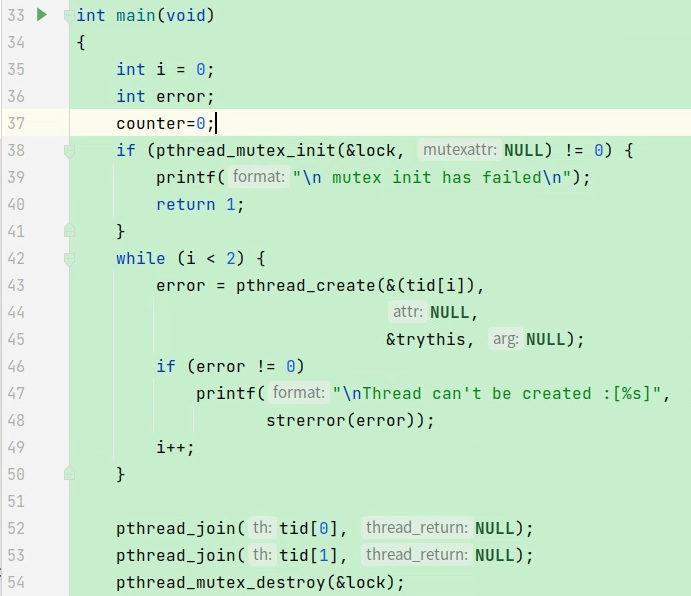 33 int main(void)
34 {
35     int i = 0;
36     int error;
37     counter=0;
38     if (pthread_mutex_init(&lock, mutexattr: NULL) != 0) {
39         printf( format: "\n mutex init has failed\n");
40         return 1;
41     }
42     while (i < 2) {
43         error = pthread_create(&(tid[i]),
44                                attr: NULL,
45                                &trythis, arg: NULL);
46         if (error != 0)
47             printf( format: "\nThread can't be created :[%s]",
48                    strerror(error));
49         i++;
50     }
51
52     pthread_join( th: tid[0], thread_return: NULL);
53     pthread_join( th: tid[1], thread_return: NULL);
54     pthread_mutex_destroy(&lock);